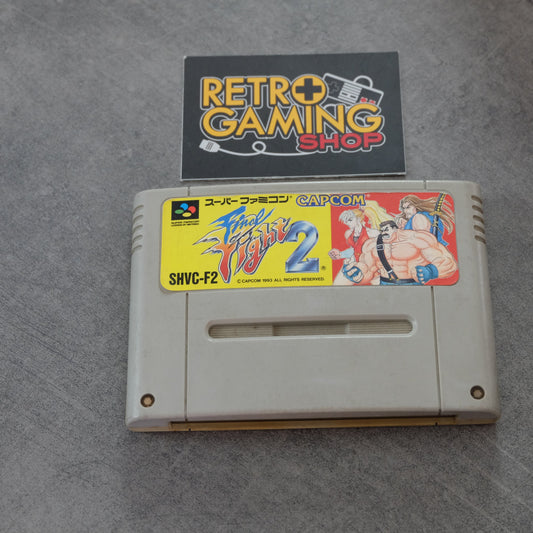 RETRO
GAMING
SHOP
スーパーファミコン CAPCOM
Final
Fight 2
SHVC-F2
© CAPCOM 1993 ALL RIGHTS RESERVED.